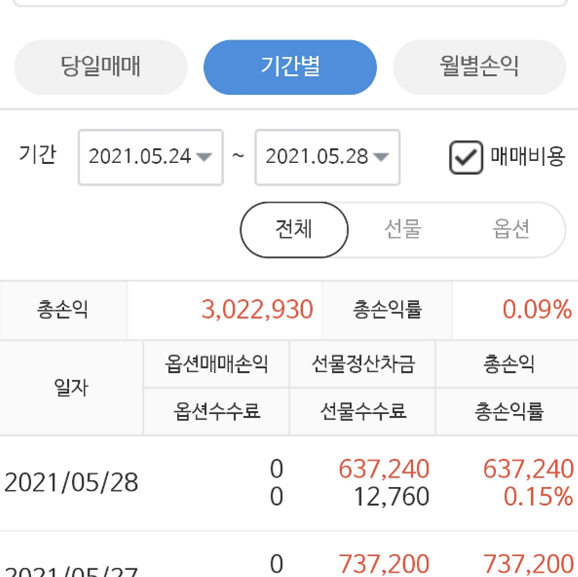 당일매매 기간별 월별손익
기간 2021.05.24 ~ 2021.05.28 매매비용
전체 선물 옵션
총손익 3,022,930 총손익률 0.09%
일자 옵션매매손익 선물정산차금 총손익
옵션수수료 선물수수료 총손익률
2021/05/28 0 637,240 637,240
0 12,760 0.15%
2021/05/27 0 737,200 737,200